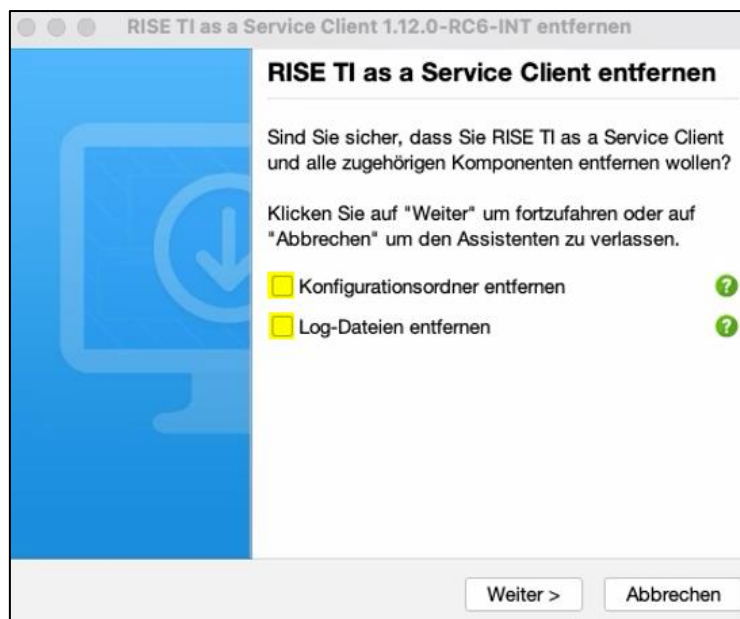 RISE TI as a Service Client 1.12.0-RC6-INT entfernen
RISE TI as a Service Client entfernen
Sind Sie sicher, dass Sie RISE TI as a Service Client
und alle zugehörigen Komponenten entfernen wollen?
Klicken Sie auf "Weiter" um fortzufahren oder auf
"Abbrechen" um den Assistenten zu verlassen.
Konfigurationsordner entfernen
?
Log-Dateien entfernen
?
Weiter >
Abbrechen